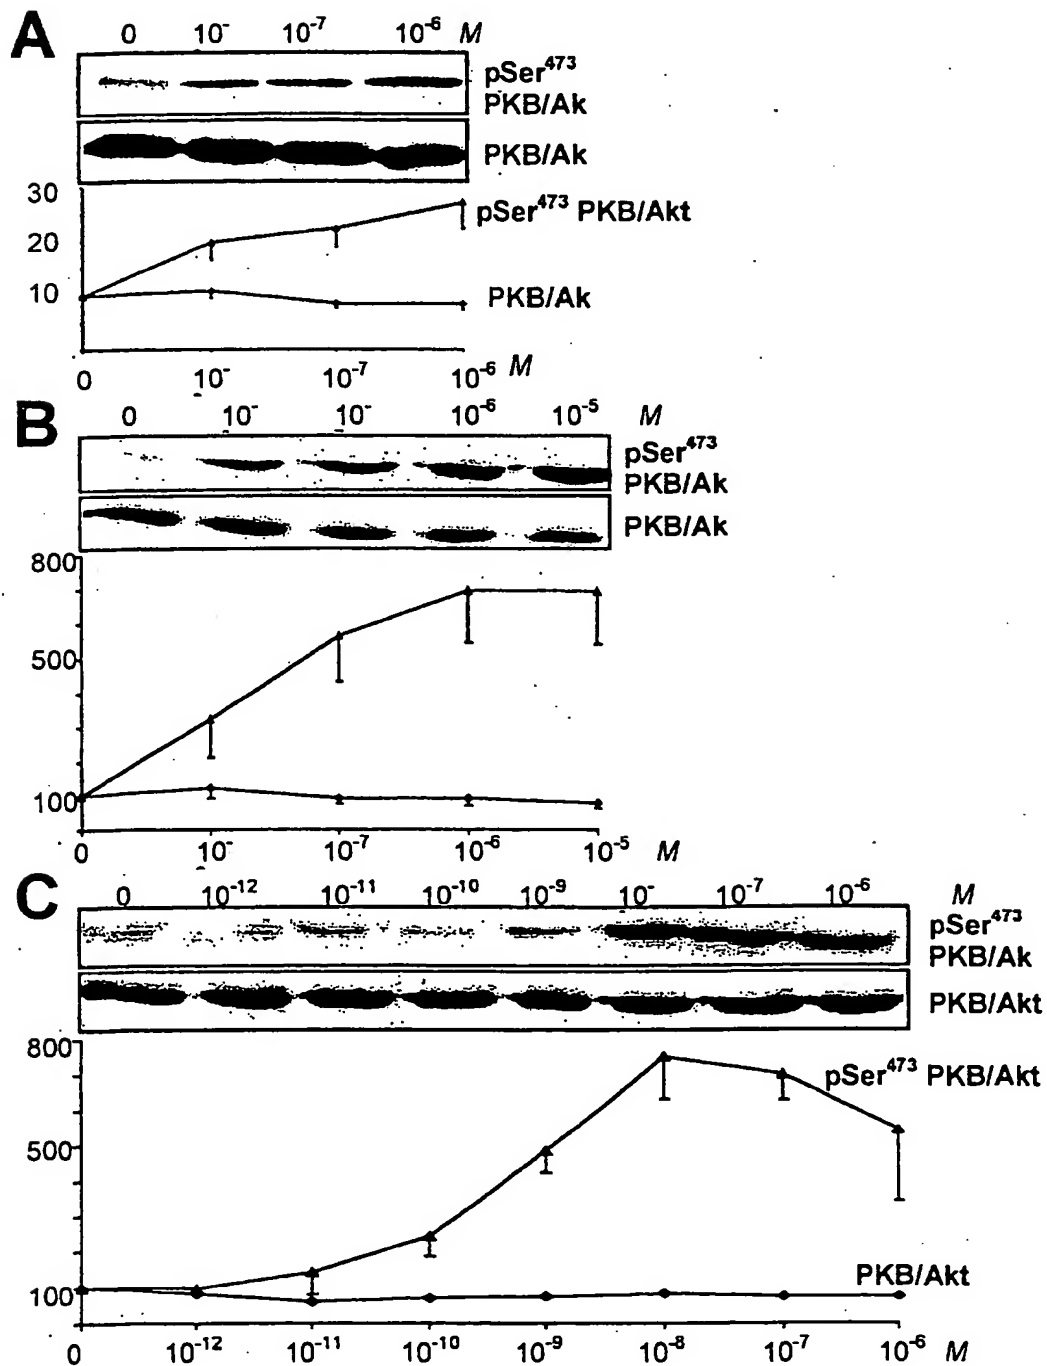 A
0 10⁻ 10⁻⁷ 10⁻⁶ M
pSer⁴⁷³
PKB/Ak
PKB/Ak
30
20
10
pSer⁴⁷³ PKB/Akt
PKB/Ak
0 10⁻ 10⁻⁷ 10⁻⁶ M
B
0 10⁻ 10⁻ 10⁻⁶ 10⁻⁵ M
pSer⁴⁷³
PKB/Ak
PKB/Ak
800
500
100
0 10⁻ 10⁻⁷ 10⁻⁶ 10⁻⁵ M
C
0 10⁻¹² 10⁻¹¹ 10⁻¹⁰ 10⁻⁹ 10⁻ 10⁻⁷ 10⁻⁶ M
pSer⁴⁷³
PKB/Ak
PKB/Akt
800
500
100
pSer⁴⁷³ PKB/Akt
PKB/Akt
0 10⁻¹² 10⁻¹¹ 10⁻¹⁰ 10⁻⁹ 10⁻⁸ 10⁻⁷ 10⁻⁶ M